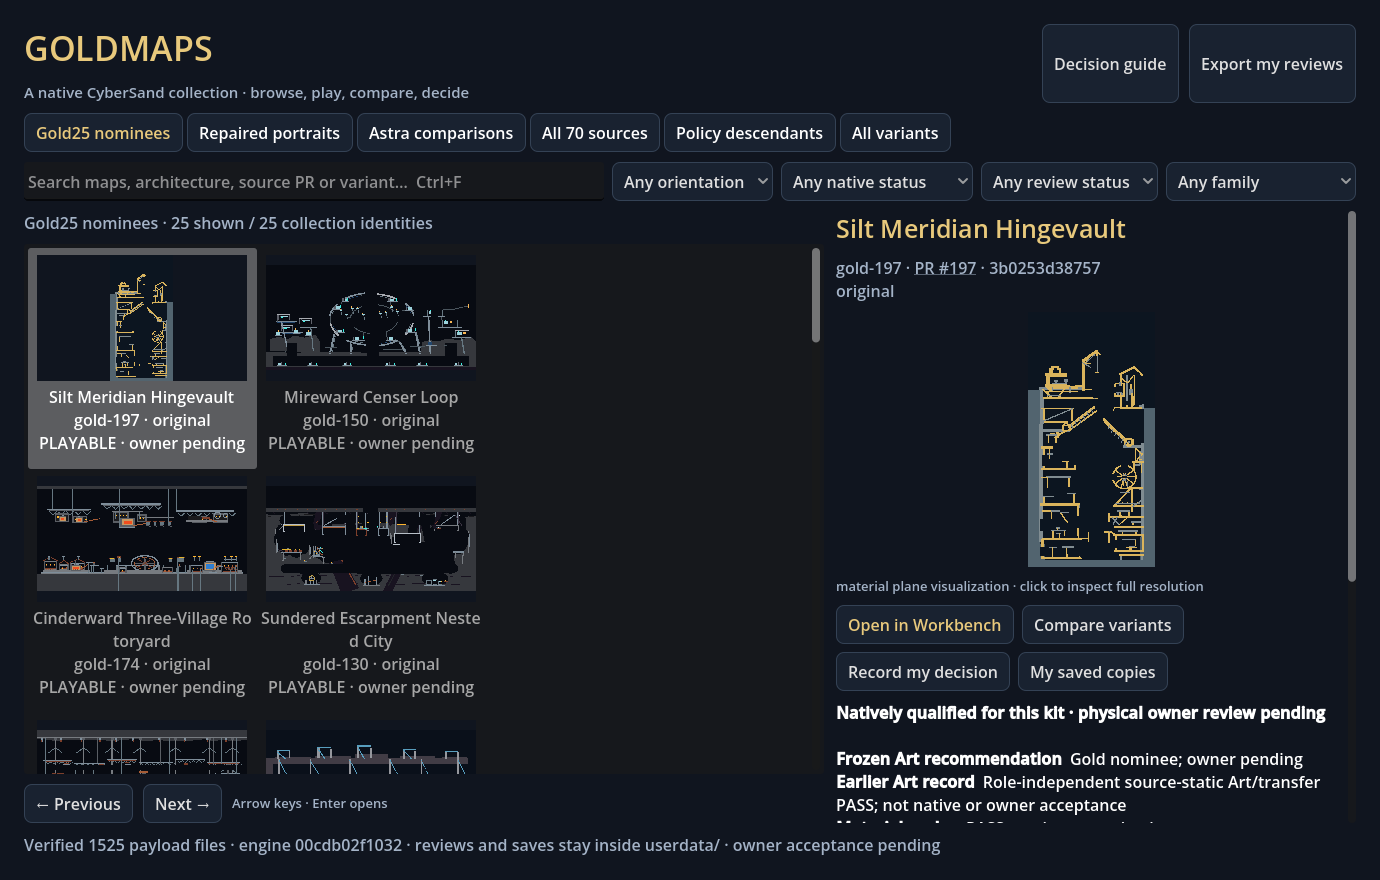 GOLDMAPS
A native CyberSand collection · browse, play, compare, decide
Decision guide
Export my reviews
Gold25 nominees
Repaired portraits
Astra comparisons
All 70 sources
Policy descendants
All variants
Search maps, architecture, source PR or variant... Ctrl+F
Any orientation
Any native status
Any review status
Any family
Gold25 nominees · 25 shown / 25 collection identities
Silt Meridian Hingevault
gold-197 · original
PLAYABLE · owner pending
Mireward Censer Loop
gold-150 · original
PLAYABLE · owner pending
Cinderward Three-Village Ro
toryard
gold-174 · original
PLAYABLE · owner pending
Sundered Escarpment Neste
d City
gold-130 · original
PLAYABLE · owner pending
← Previous
Next →
Arrow keys · Enter opens
Silt Meridian Hingevault
gold-197 · PR #197 · 3b0253d38757
original
material plane visualization · click to inspect full resolution
Open in Workbench
Compare variants
Record my decision
My saved copies
Natively qualified for this kit · physical owner review pending
Frozen Art recommendation Gold nominee; owner pending
Earlier Art record Role-independent source-static Art/transfer
PASS; not native or owner acceptance
Verified 1525 payload files · engine 00cdb02f1032 · reviews and saves stay inside userdata/ · owner acceptance pending